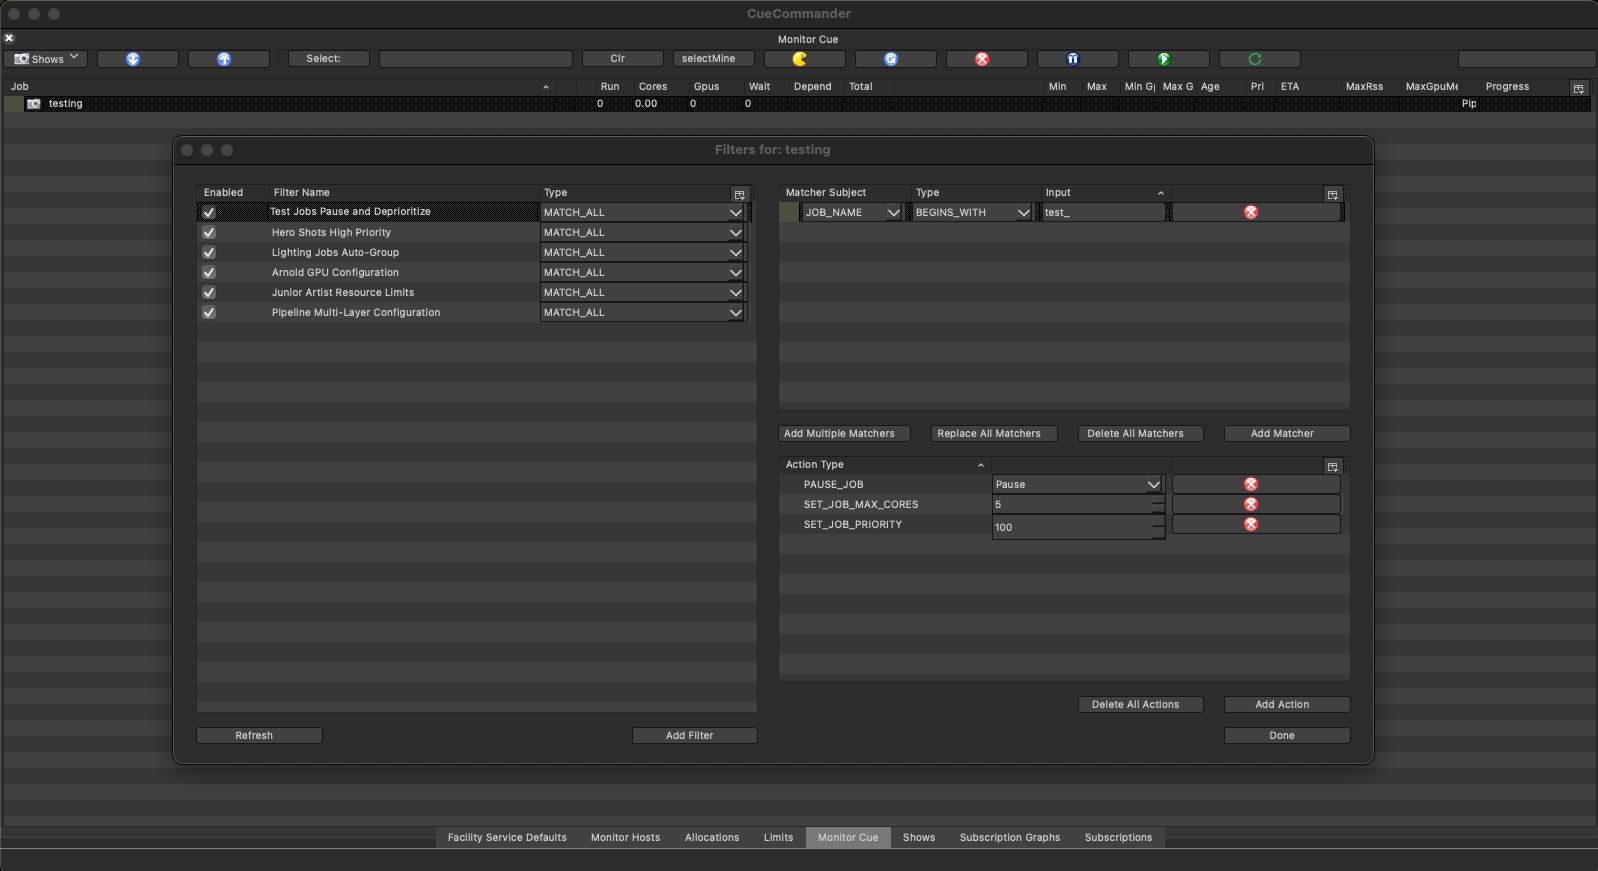 CueCommander
Monitor Cue
Shows Select: Clr selectMine
Job Run Cores Gpus Wait Depend Total Min Max Min G Max G Age Pri ETA MaxRss MaxGpuMe Progress
testing 0 0.00 0 0 Pip
Filters for: testing
Enabled Filter Name Type
Test Jobs Pause and Deprioritize MATCH_ALL
Hero Shots High Priority MATCH_ALL
Lighting Jobs Auto-Group MATCH_ALL
Arnold GPU Configuration MATCH_ALL
Junior Artist Resource Limits MATCH_ALL
Pipeline Multi-Layer Configuration MATCH_ALL
Refresh Add Filter
Matcher Subject Type Input
JOB_NAME BEGINS_WITH test_
Add Multiple Matchers Replace All Matchers Delete All Matchers Add Matcher
Action Type
PAUSE_JOB Pause
SET_JOB_MAX_CORES 5
SET_JOB_PRIORITY 100
Delete All Actions Add Action
Done
Facility Service Defaults Monitor Hosts Allocations Limits Monitor Cue Shows Subscription Graphs Subscriptions